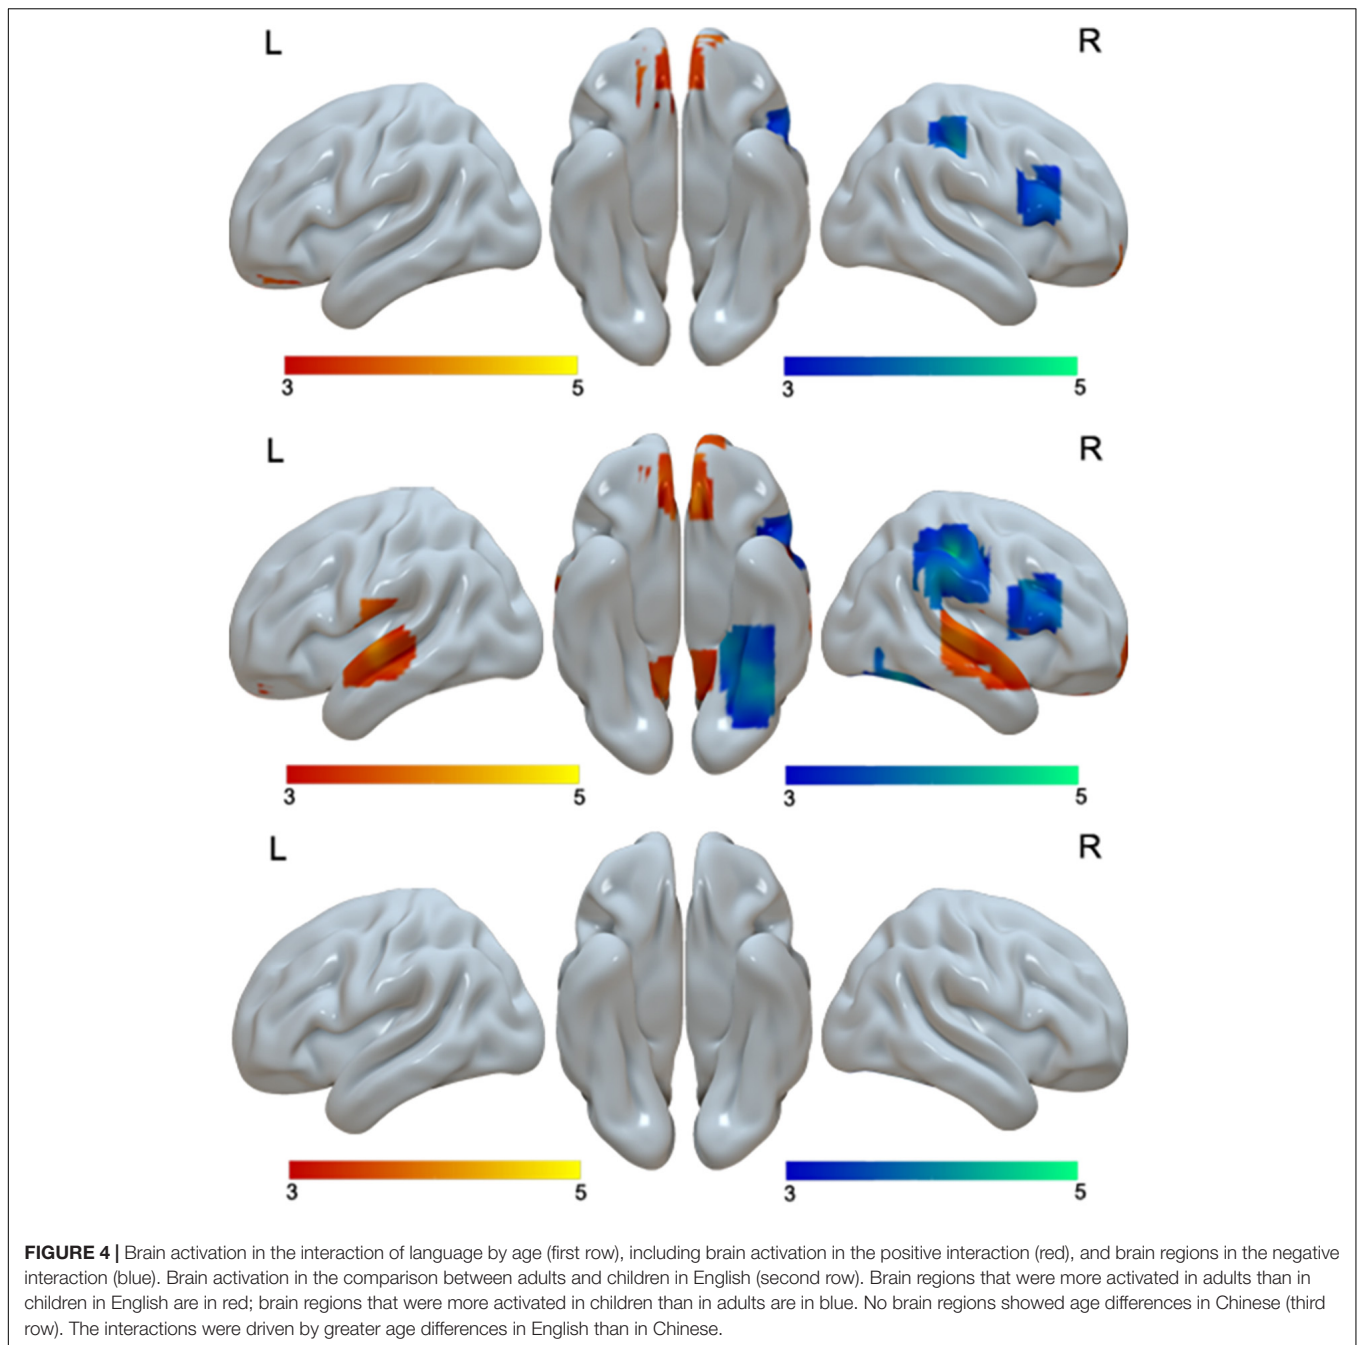 L R
3 5 3 5
L R
3 5 3 5
L R
3 5 3 5
FIGURE 4 | Brain activation in the interaction of language by age (first row), including brain activation in the positive interaction (red), and brain regions in the negative
interaction (blue). Brain activation in the comparison between adults and children in English (second row). Brain regions that were more activated in adults than in
children in English are in red; brain regions that were more activated in children than in adults are in blue. No brain regions showed age differences in Chinese (third
row). The interactions were driven by greater age differences in English than in Chinese.